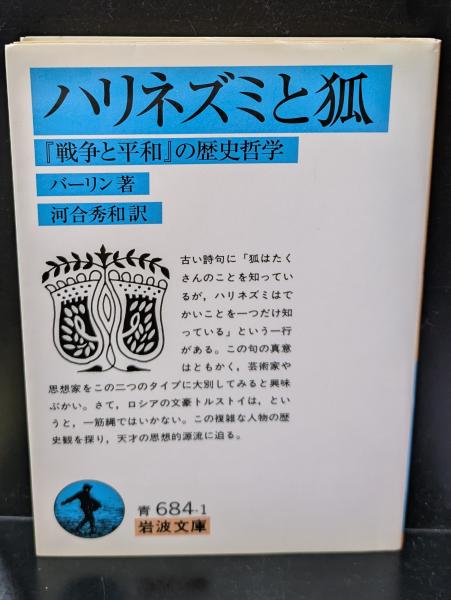 ハリネズミと狐
『戦争と平和』の歴史哲学
バーリン著
河合秀和訳
古い詩句に「狐はたく
さんのことを知ってい
るが，ハリネズミはで
かいことを一つだけ知
っている」という一行
がある。この句の真意
はともかく，芸術家や
思想家をこの二つのタイプに大別してみると興味
ぶかい。さて，ロシアの文豪トルストイは，とい
うと，一筋縄ではいかない。この複雑な人物の歴
史観を探り，天才の思想的源流に迫る。
青 684-1
岩波文庫